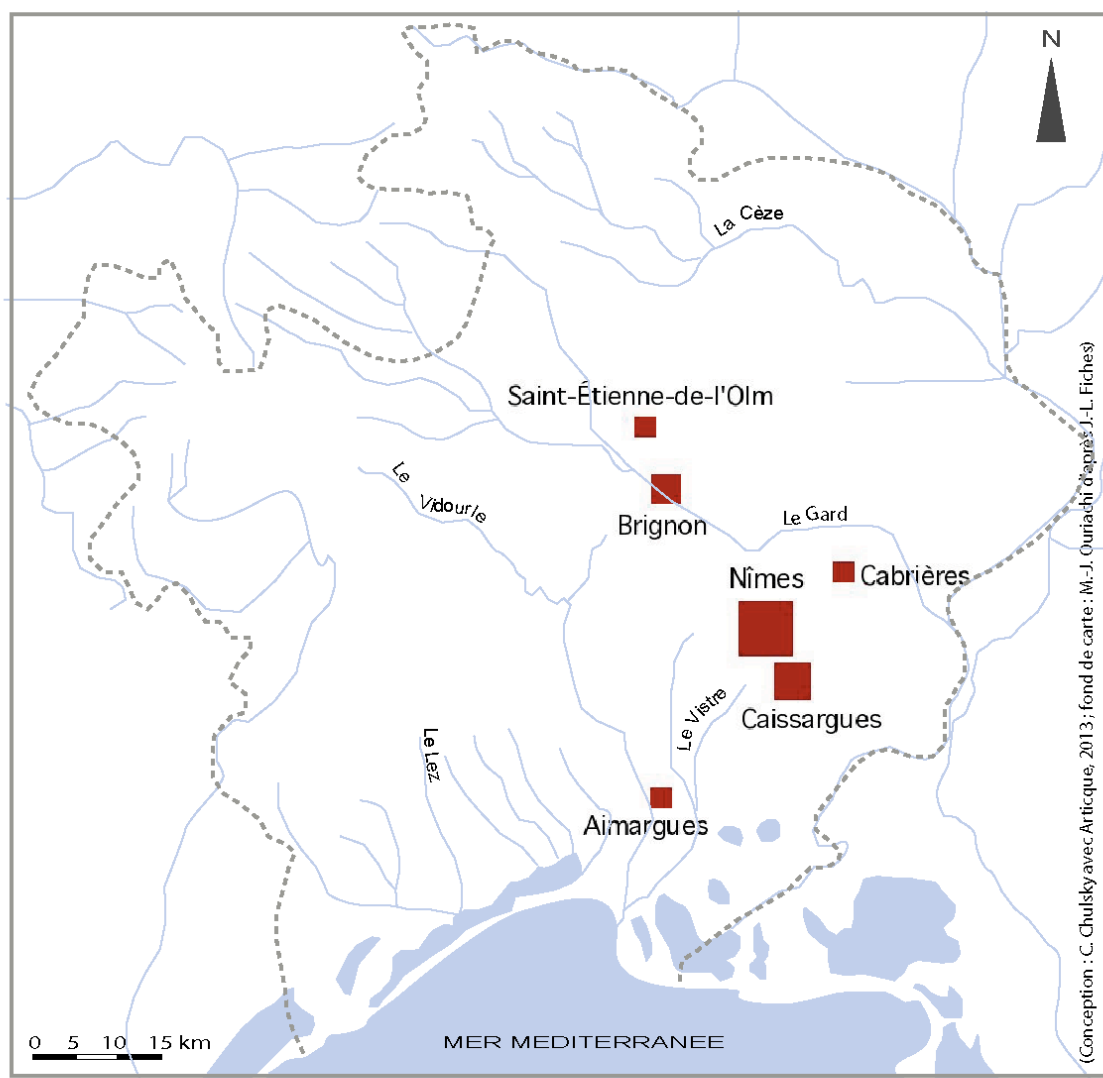 N
La Cèze
Saint-Étienne-de-l'Olm
Le Vidourle
Brignon
Le Gard
Nîmes
Cabrières
Le Vistre
Caissargues
Le Lez
Aimargues
0 5 10 15 km
MER MEDITERRANEE
(Conception : C. Chulsky avec Articque, 2013; fond de carte : M.-J. Ouriachi d'après J.-L. Fiches)